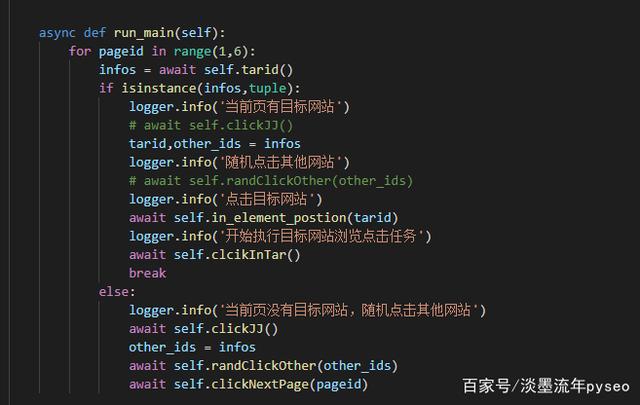 async def run_main(self):
for pageid in range(1,6):
infos = await self.tarid()
if isinstance(infos,tuple):
logger.info('当前页有目标网站')
# await self.clickJJ()
tarid,other_ids = infos
logger.info('随机点击其他网站')
# await self.randClickOther(other_ids)
logger.info('点击目标网站')
await self.in_element_postion(tarid)
logger.info('开始执行目标网站浏览点击任务')
await self.clcikInTar()
break
else:
logger.info('当前页没有目标网站，随机点击其他网站')
await self.clickJJ()
other_ids = infos
await self.randClickOther(other_ids)
await self.clickNextPage(pageid)
百家号/淡墨流年pyseo